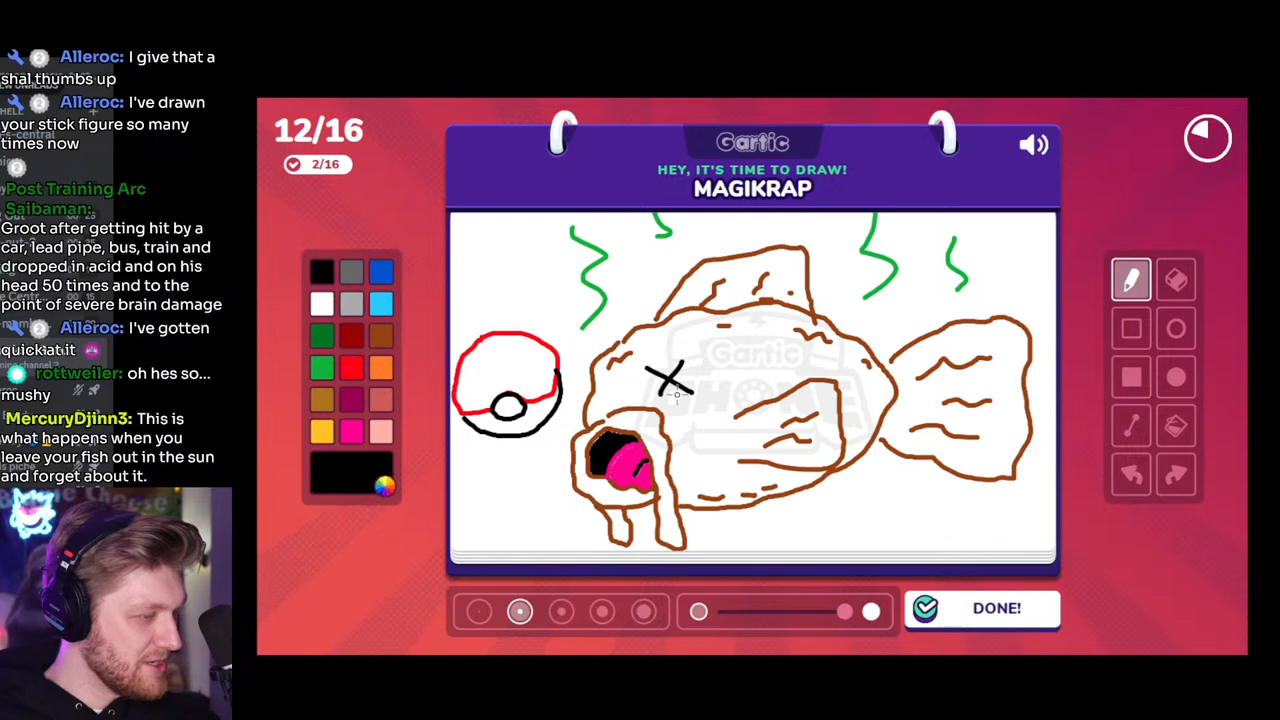 Alleroc: I give that a
shal thumbs up
Alleroc: I've drawn
your stick figure so many
times now
Post Training Arc
Saibaman:
Groot after getting hit by a
car, lead pipe, bus, train and
dropped in acid and on his
head 50 times and to the
point of severe brain damage
Alleroc: I've gotten
quickiat it
rottweiler: oh hes so...
mushy
MercuryDjinn3: This is
what happens when you
leave your fish out in the sun
and forget about it.
12/16
2/16
Gartic
HEY, IT'S TIME TO DRAW!
MAGIKRAP
Gartic
PHONE
DONE!